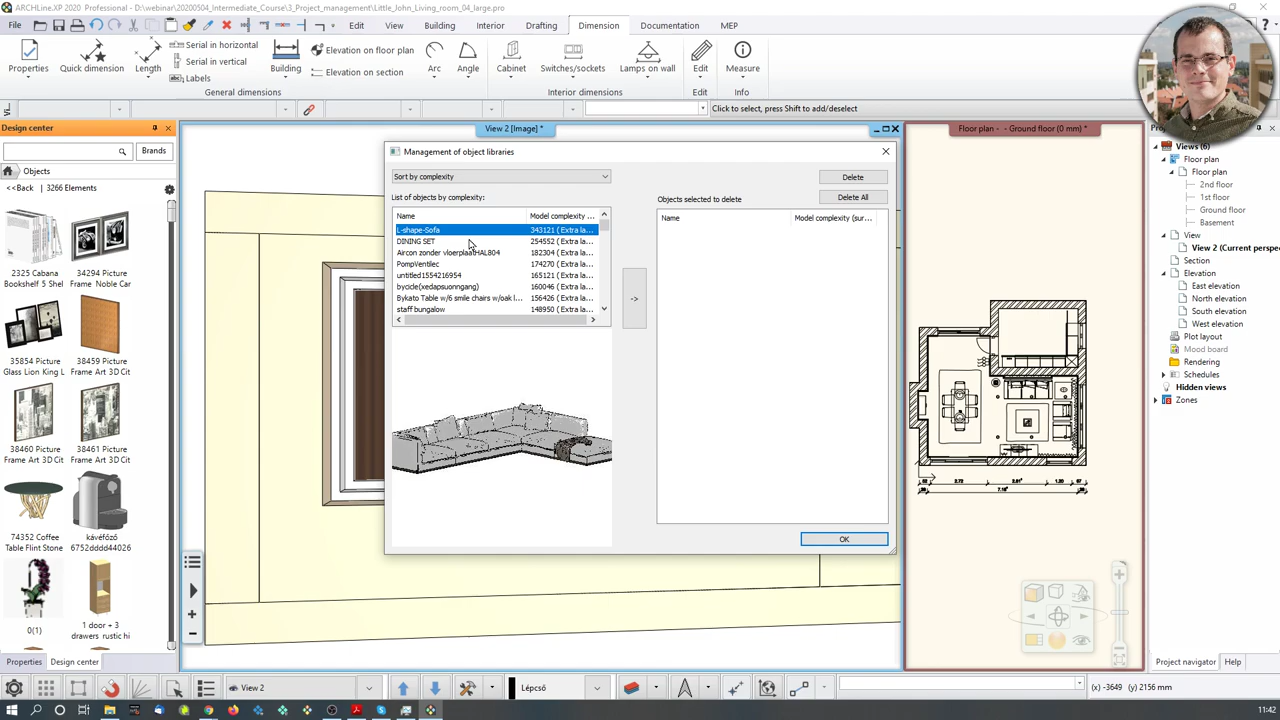 ARCHLine.XP 2020 Professional - D:\webinar\20200504_Intermediate_Course\3_Project_management\Little_John_Living_room_04_large.pro
File
Edit
View
Building
Interior
Drafting
Dimension
Documentation
MEP
Properties
Quick dimension
Length
Serial in horizontal
Serial in vertical
Labels
Building
Elevation on floor plan
Elevation on section
Arc
Angle
Cabinet
Switches/sockets
Lamps on wall
Edit
Measure
General dimensions
Interior dimensions
Edit
Info
Click to select, press Shift to add/deselect
Design center
Brands
Objects
<<Back
3266 Elements
2325 Cabana
Bookshelf 5 Shel
34294 Picture
Frame Noble Car
35854 Picture
Glass Lion King L
38459 Picture
Frame Art 3D Cit
38460 Picture
Frame Art 3D Cit
38461 Picture
Frame Art 3D Cit
74352 Coffee
Table Flint Stone
kávéfőző
6752dddd44026
0(1)
1 door + 3
drawers rustic hi
Properties
Design center
View 2 [Image] *
Management of object libraries
Sort by complexity
List of objects by complexity:
Name
Model complexity ...
L-shape-Sofa
343121 ( Extra la...
DINING SET
254552 ( Extra la...
Aircon zonder vloerplaatHAL804
182304 ( Extra la...
PompVentilec
174270 ( Extra la...
untitled1554216954
165121 ( Extra la...
bycicle(xedapsuonngang)
160046 ( Extra la...
Bykato Table w/6 smile chairs w/oak l...
156426 ( Extra la...
staff bungalow
148950 ( Extra la...
->
Delete
Delete All
Objects selected to delete
Name
Model complexity (sur...
OK
Floor plan - - Ground floor (0 mm) *
2.72
2.81
1.20
Views (6)
Floor plan
Floor plan
2nd floor
1st floor
Ground floor
Basement
View
View 2 (Current perspe
Section
Elevation
East elevation
North elevation
South elevation
West elevation
Plot layout
Mood board
Rendering
Schedules
Hidden views
Zones
Project navigator
Help
View 2
Lépcső
(x) -3649 (y) 2156 mm
11:42